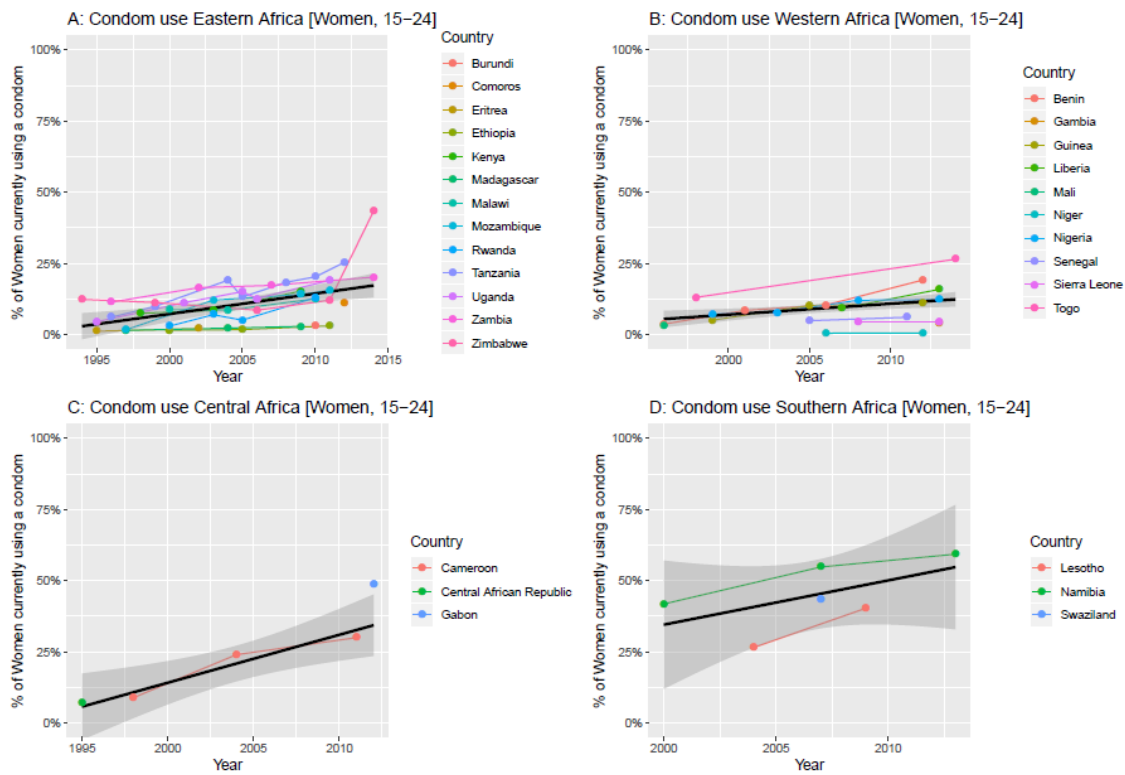 A: Condom use Eastern Africa [Women, 15−24]
% of Women currently using a condom
100%
75%
50%
25%
0%
1995
2000
2005
2010
2015
Year
Country
Burundi
Comoros
Eritrea
Ethiopia
Kenya
Madagascar
Malawi
Mozambique
Rwanda
Tanzania
Uganda
Zambia
Zimbabwe
B: Condom use Western Africa [Women, 15−24]
% of Women currently using a condom
100%
75%
50%
25%
0%
2000
2005
2010
Year
Country
Benin
Gambia
Guinea
Liberia
Mali
Niger
Nigeria
Senegal
Sierra Leone
Togo
C: Condom use Central Africa [Women, 15−24]
% of Women currently using a condom
100%
75%
50%
25%
0%
1995
2000
2005
2010
Year
Country
Cameroon
Central African Republic
Gabon
D: Condom use Southern Africa [Women, 15−24]
% of Women currently using a condom
100%
75%
50%
25%
0%
2000
2005
2010
Year
Country
Lesotho
Namibia
Swaziland